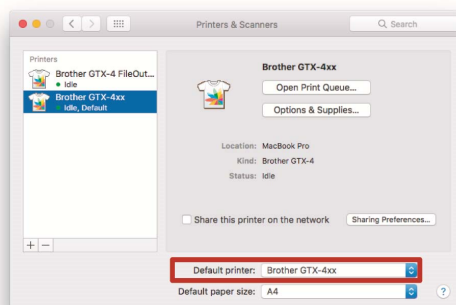 Printers & Scanners
Search
Printers
Brother GTX-4 FileOut...
Idle
Brother GTX-4xx
Idle, Default
Brother GTX-4xx
Open Print Queue...
Options & Supplies...
Location: MacBook Pro
Kind: Brother GTX-4
Status: Idle
Share this printer on the network
Sharing Preferences...
+ −
Default printer: Brother GTX-4xx
Default paper size: A4
?